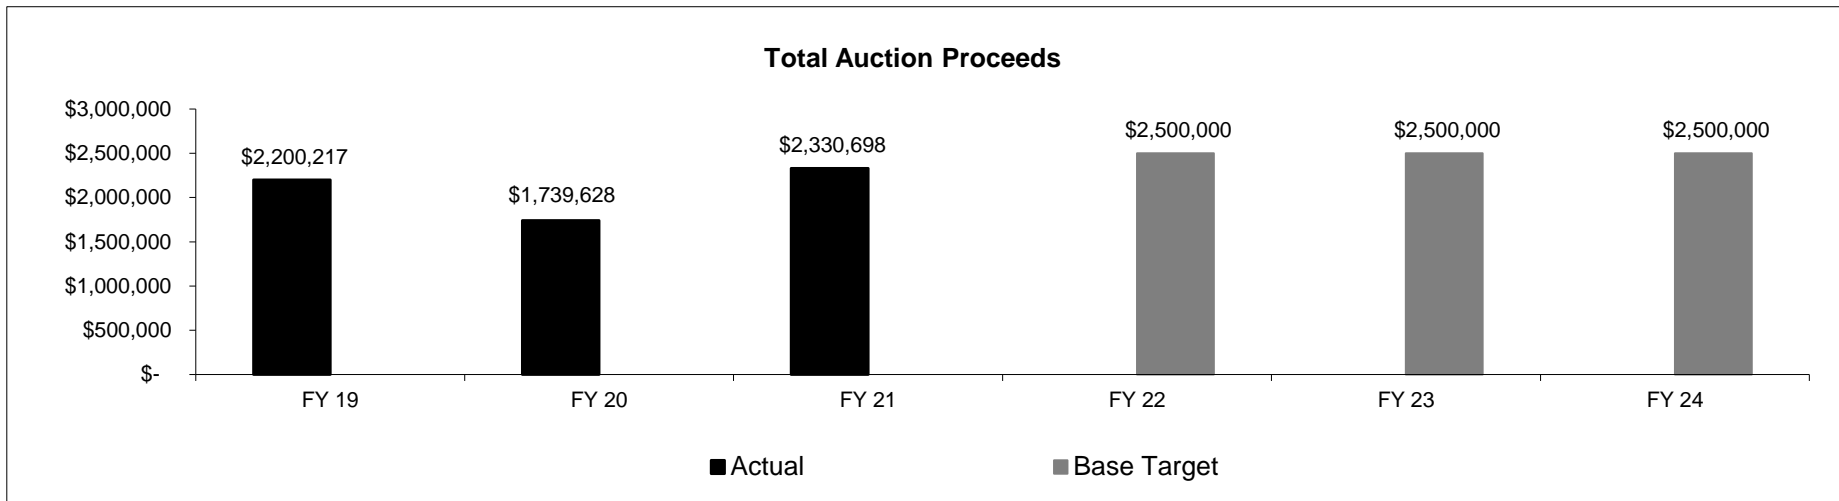 Total Auction Proceeds
$3,000,000
$2,500,000
$2,000,000
$1,500,000
$1,000,000
$500,000
$-
$2,200,217
$1,739,628
$2,330,698
$2,500,000
$2,500,000
$2,500,000
FY 19
FY 20
FY 21
FY 22
FY 23
FY 24
Actual
Base Target